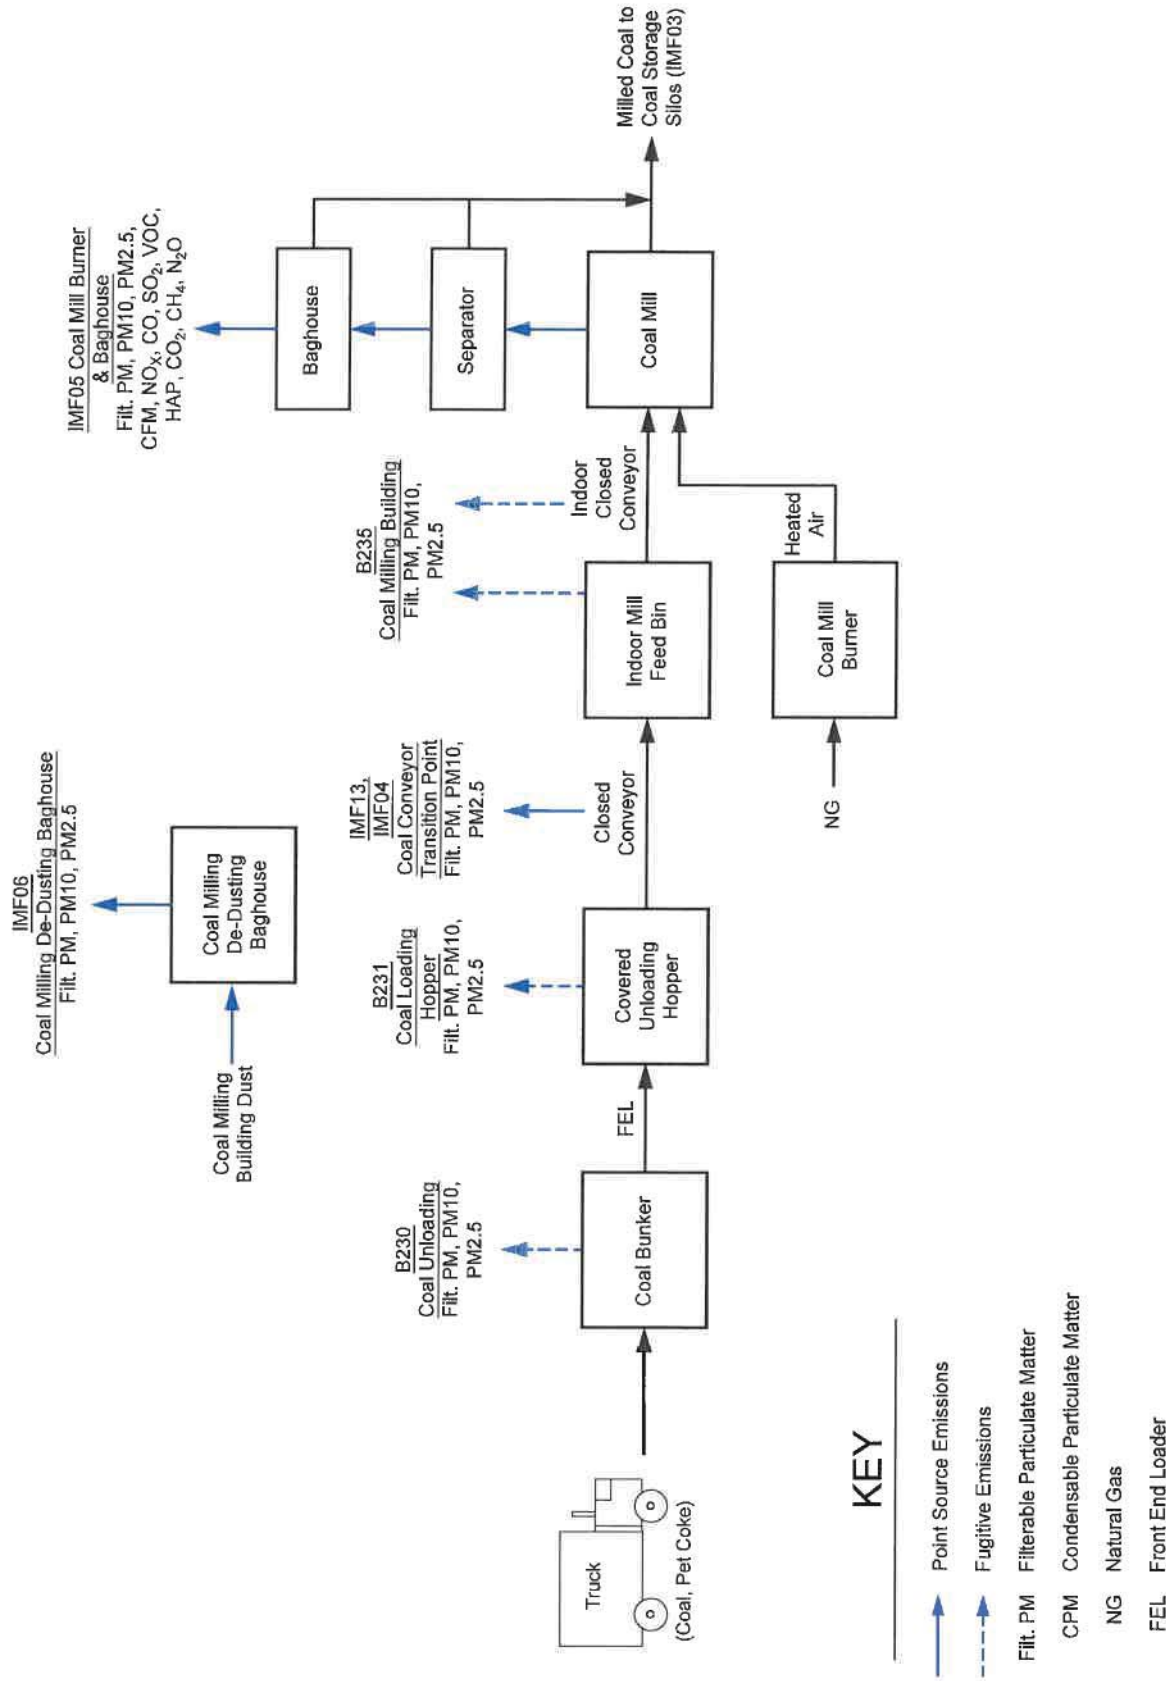 IMF06
Coal Milling De-Dusting Baghouse
Filt. PM, PM10, PM2.5
Coal Milling
Building Dust
Coal Milling
De-Dusting
Baghouse
IMF05 Coal Mill Burner
& Baghouse
Filt. PM, PM10, PM2.5,
CFM, NOX, CO, SO2, VOC,
HAP, CO2, CH4, N2O
Baghouse
Separator
B230
Coal Unloading
Filt. PM, PM10,
PM2.5
B231
Coal Loading
Hopper
Filt. PM, PM10,
PM2.5
IMF13,
IMF04
Coal Conveyor
Transition Point
Filt. PM, PM10,
PM2.5
B235
Coal Milling Building
Filt. PM, PM10,
PM2.5
Truck
(Coal, Pet Coke)
Coal Bunker
FEL
Covered
Unloading
Hopper
Closed
Conveyor
Indoor Mill
Feed Bin
Indoor
Closed
Conveyor
Coal Mill
Milled Coal to
Coal Storage
Silos (IMF03)
NG
Coal Mill
Burner
Heated
Air
KEY
Point Source Emissions
Fugitive Emissions
Filt. PM Filterable Particulate Matter
CPM Condensable Particulate Matter
NG Natural Gas
FEL Front End Loader